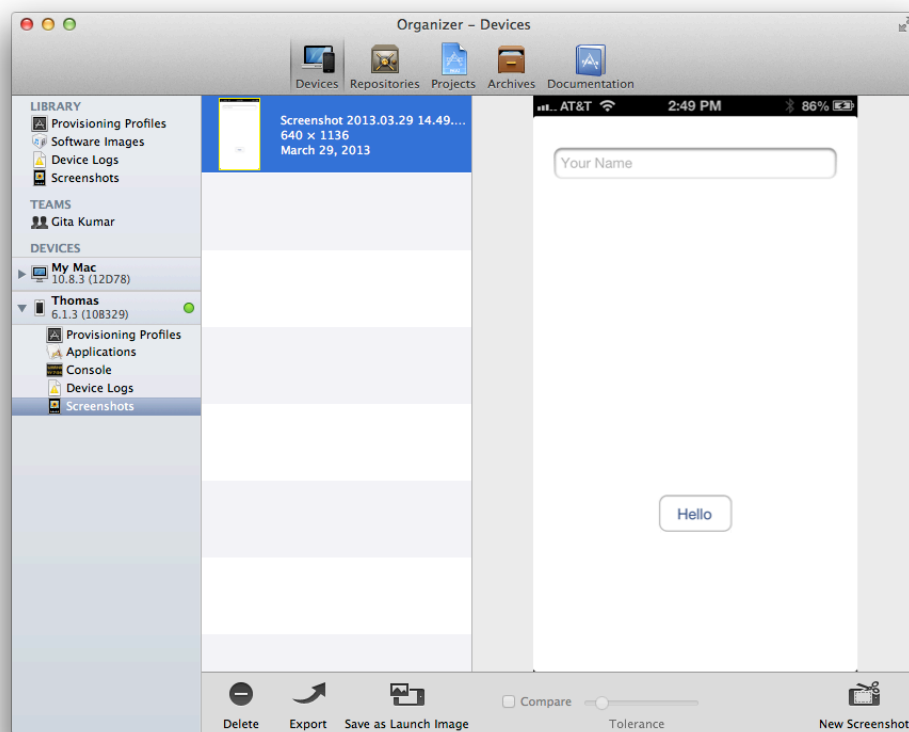 Organizer – Devices
Devices Repositories Projects Archives Documentation
LIBRARY
Provisioning Profiles
Software Images
Device Logs
Screenshots
TEAMS
Gita Kumar
DEVICES
My Mac
10.8.3 (12D78)
Thomas
6.1.3 (10B329)
Provisioning Profiles
Applications
Console
Device Logs
Screenshots
Screenshot 2013.03.29 14.49....
640 × 1136
March 29, 2013
AT&T 2:49 PM 86%
Your Name
Hello
Delete Export Save as Launch Image Compare Tolerance New Screenshot